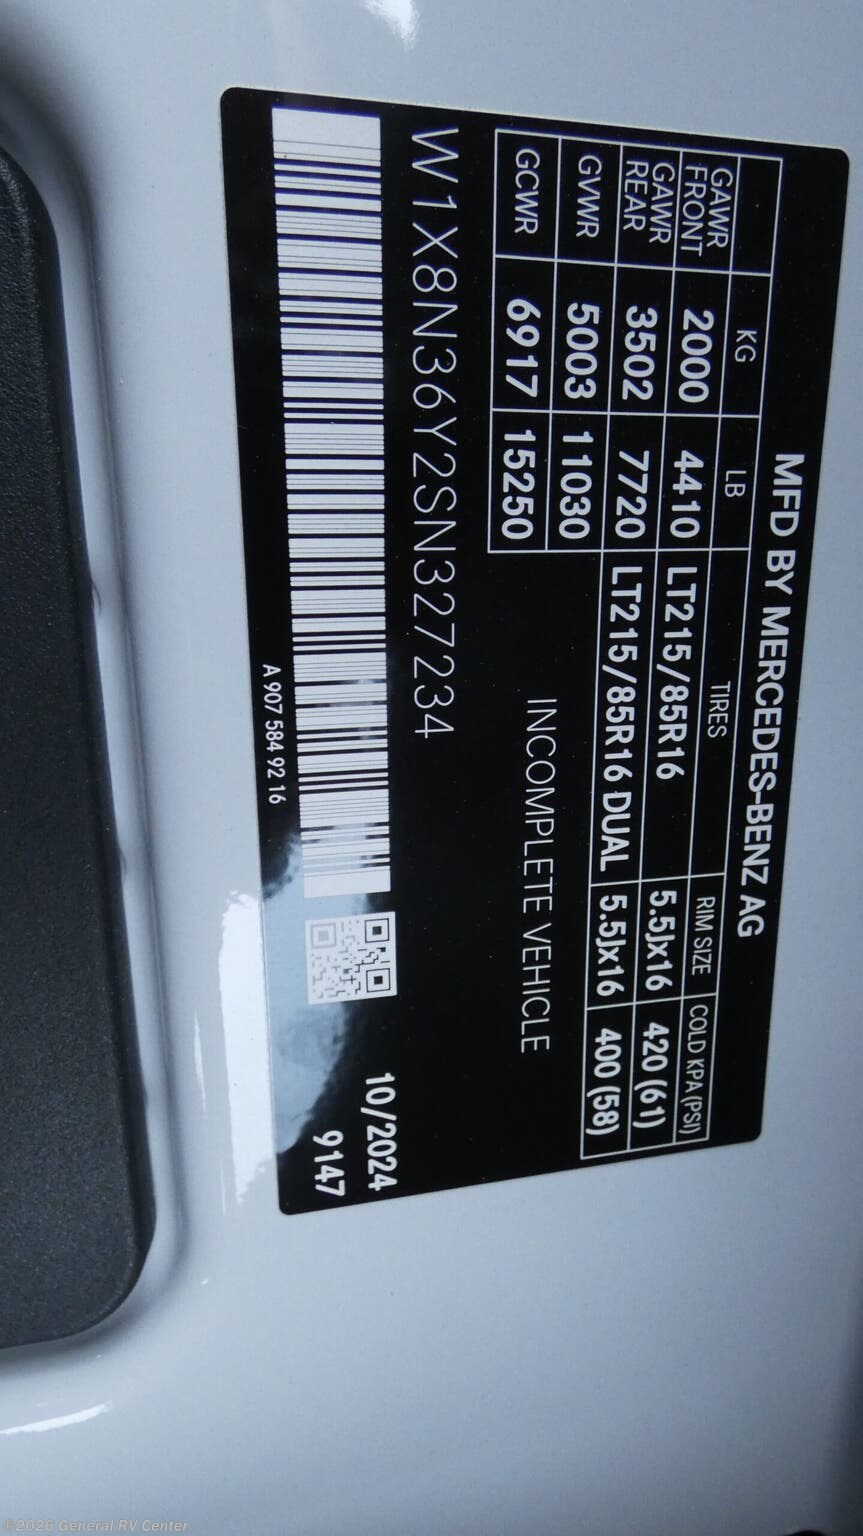 MFD BY MERCEDES-BENZ AG
KG LB TIRES RIM SIZE COLD KPA (PSI)
GAWR FRONT 2000 4410 LT215/85R16 5.5Jx16 420 (61)
GAWR REAR 3502 7720 LT215/85R16 DUAL 5.5Jx16 400 (58)
GVWR 5003 11030
GCWR 6917 15250
INCOMPLETE VEHICLE
W1X8N36Y2SN327234
10/2024
9147
A 907 584 92 16
©2026 General RV Center